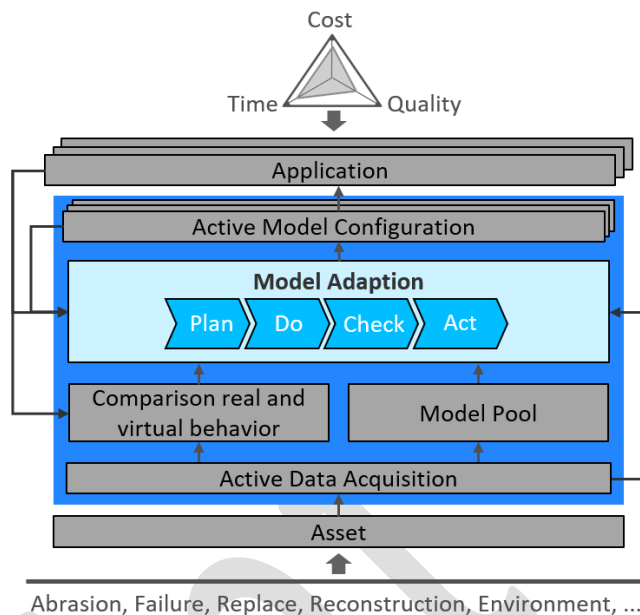 Cost
Time
Quality
Application
Active Model Configuration
Model Adaption
Plan
Do
Check
Act
Comparison real and
virtual behavior
Model Pool
Active Data Acquisition
Asset
Abrasion, Failure, Replace, Reconstruction, Environment, ...